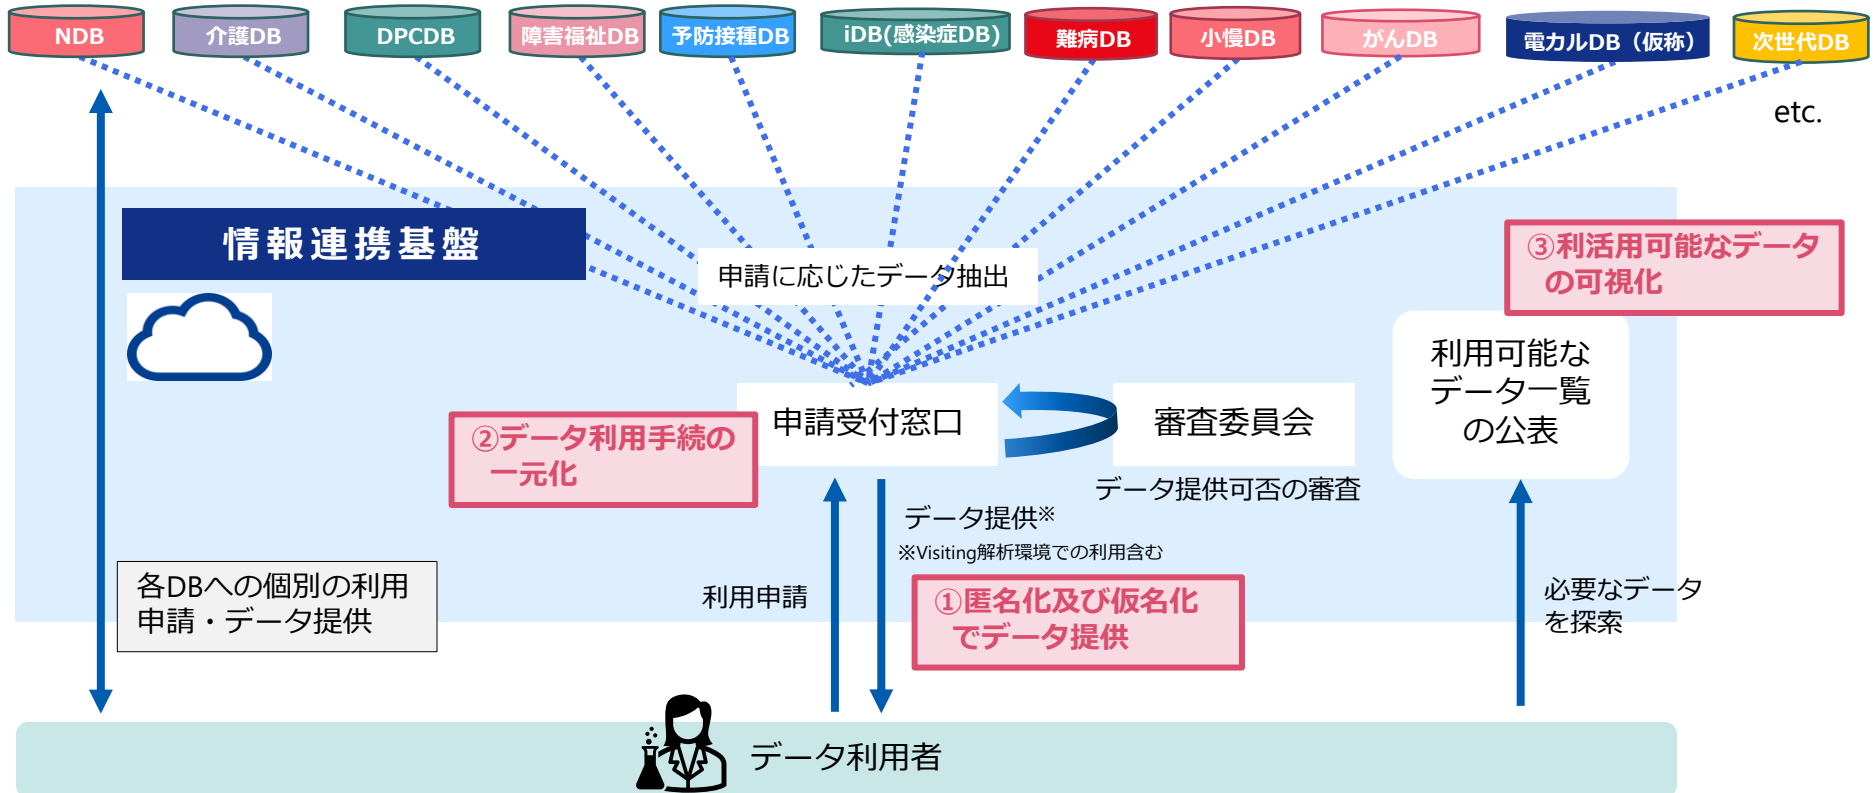 NDB
介護DB
DPCDB
障害福祉DB
予防接種DB
iDB(感染症DB)
難病DB
小慢DB
がんDB
電カルDB（仮称）
次世代DB
etc.
情報連携基盤
申請に応じたデータ抽出
③利活用可能なデータ
の可視化
利用可能な
データ一覧
の公表
②データ利用手続の
一元化
申請受付窓口
審査委員会
データ提供可否の審査
データ提供※
※Visiting解析環境での利用含む
各DBへの個別の利用
申請・データ提供
利用申請
①匿名化及び仮名化
でデータ提供
必要なデータ
を探索
データ利用者